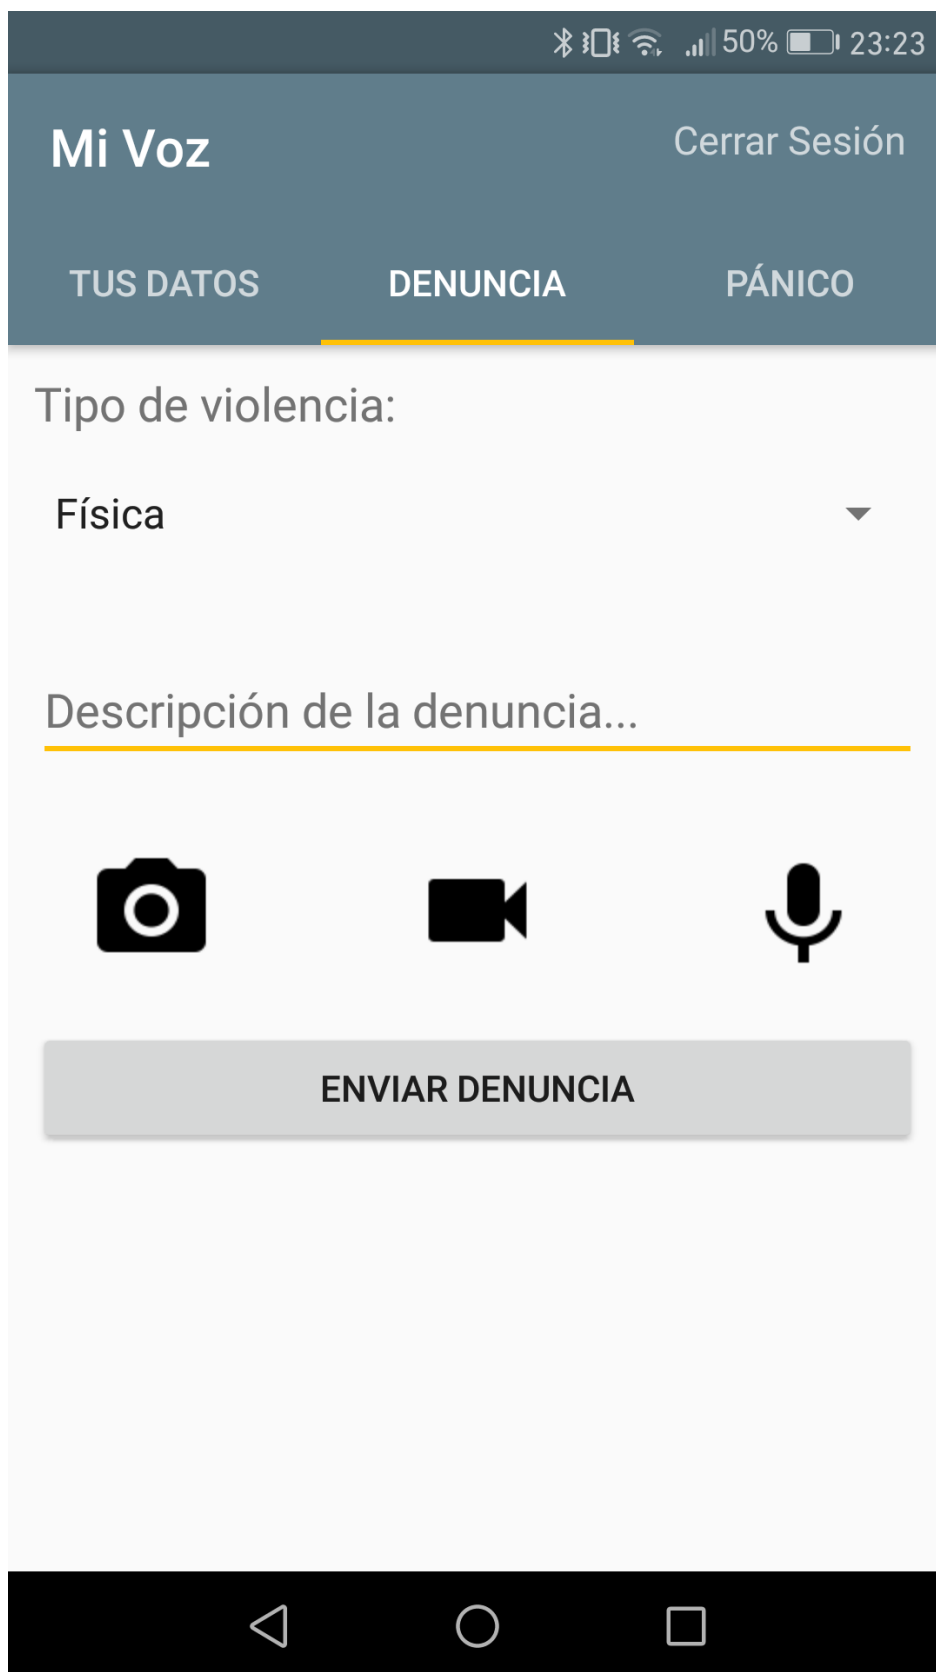 50% 23:23
Mi Voz
Cerrar Sesión
TUS DATOS
DENUNCIA
PÁNICO
Tipo de violencia:
Física
Descripción de la denuncia...
ENVIAR DENUNCIA